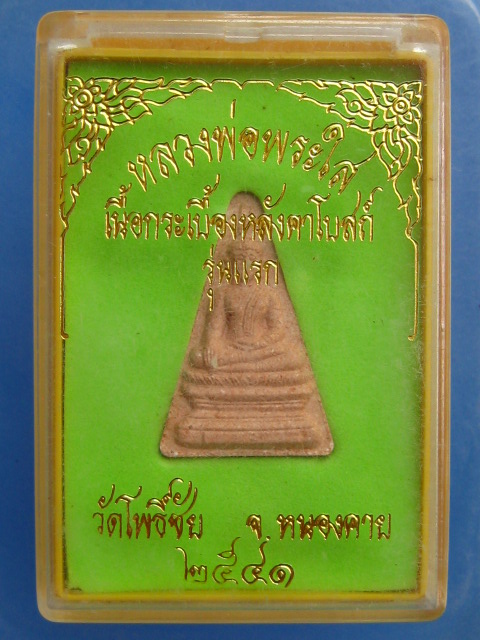 หลวงพ่อพระใส
เนื้อกระเบื้องหลังคาโบสถ์
รุ่นแรก
วัดโพธิ์ชัย จ.หนองคาย
๒๕๔๑